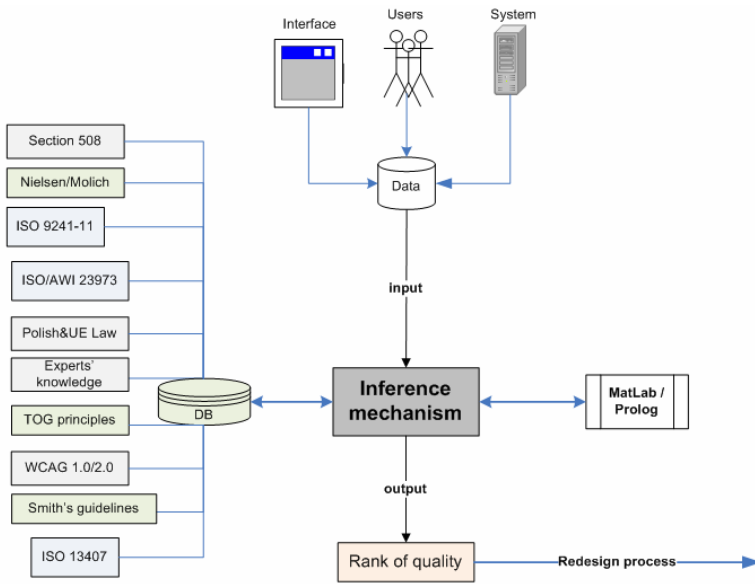 Interface
Users
System
Section 508
Nielsen/Molich
ISO 9241-11
ISO/AWI 23973
Polish&UE Law
Experts'
knowledge
TOG principles
WCAG 1.0/2.0
Smith's guidelines
ISO 13407
DB
Data
input
Inference
mechanism
MatLab /
Prolog
output
Rank of quality
Redesign process